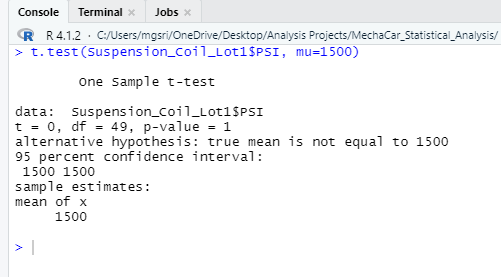 Console Terminal × Jobs ×
R R 4.1.2 · C:/Users/mgsri/OneDrive/Desktop/Analysis Projects/MechaCar_Statistical_Analysis/
> t.test(Suspension_Coil_Lot1$PSI, mu=1500)
One Sample t-test
data: Suspension_Coil_Lot1$PSI
t = 0, df = 49, p-value = 1
alternative hypothesis: true mean is not equal to 1500
95 percent confidence interval:
1500 1500
sample estimates:
mean of x
1500
>